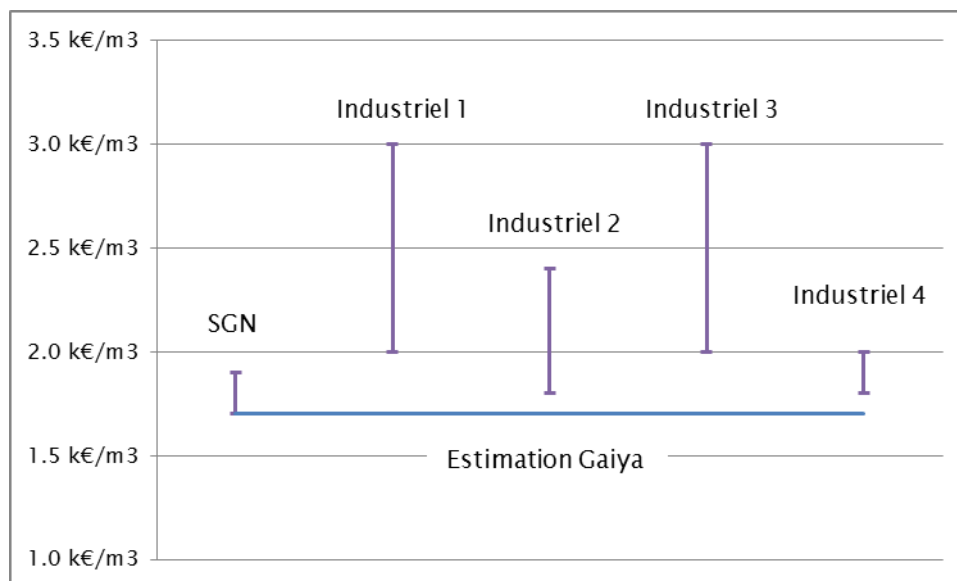 3.5 k€/m3
Industriel 1
Industriel 3
3.0 k€/m3
Industriel 2
2.5 k€/m3
Industriel 4
SGN
2.0 k€/m3
1.5 k€/m3
Estimation Gaiya
1.0 k€/m3